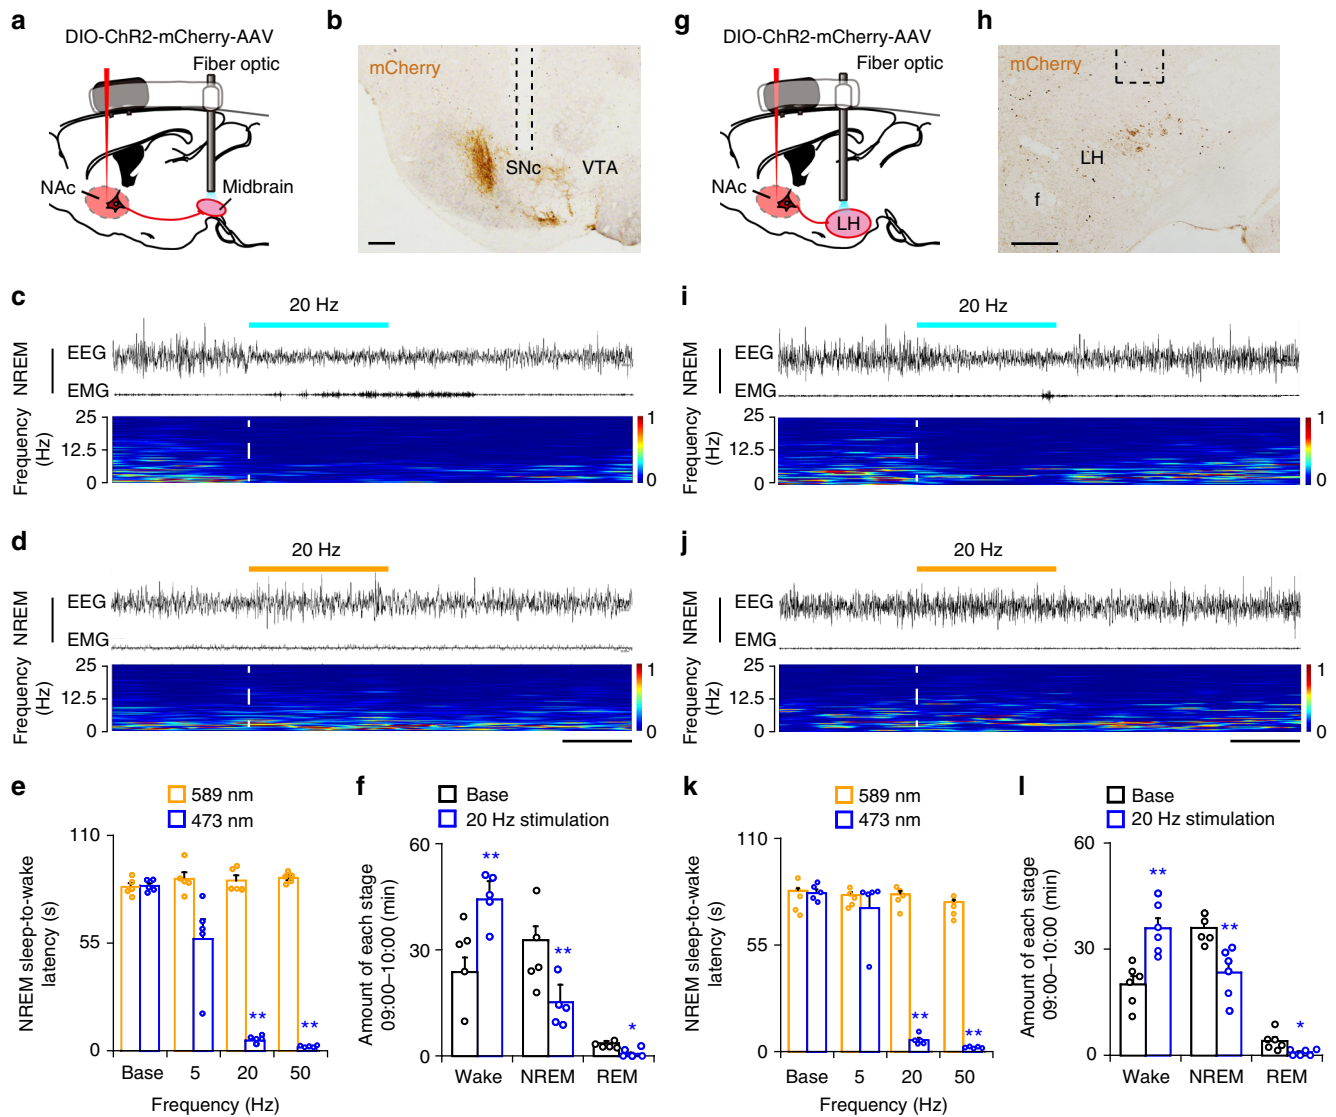 a
DIO-ChR2-mCherry-AAV
Fiber optic
NAc
Midbrain
b
mCherry
SNc
VTA
g
DIO-ChR2-mCherry-AAV
Fiber optic
NAc
LH
h
mCherry
LH
f
c
20 Hz
NREM
EEG
EMG
Frequency
(Hz)
25
12.5
0
1
0
i
20 Hz
NREM
EEG
EMG
Frequency
(Hz)
25
12.5
0
1
0
d
20 Hz
NREM
EEG
EMG
Frequency
(Hz)
25
12.5
0
1
0
j
20 Hz
NREM
EEG
EMG
Frequency
(Hz)
25
12.5
0
1
0
e
589 nm
473 nm
NREM sleep-to-wake
latency (s)
110
55
0
**
**
Base 5 20 50
Frequency (Hz)
f
Base
20 Hz stimulation
Amount of each stage
09:00–10:00 (min)
60
30
0
**
**
*
Wake NREM REM
k
589 nm
473 nm
NREM sleep-to-wake
latency (s)
110
55
0
**
**
Base 5 20 50
Frequency (Hz)
l
Base
20 Hz stimulation
Amount of each stage
09:00–10:00 (min)
60
30
0
**
**
*
Wake NREM REM